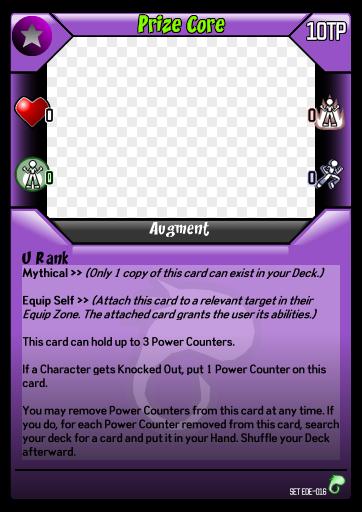 Prize Core
10TP
0
0
0
0
Augment
U Rank
Mythical >> (Only 1 copy of this card can exist in your Deck.)
Equip Self >> (Attach this card to a relevant target in their
Equip Zone. The attached card grants the user its abilities.)
This card can hold up to 3 Power Counters.
If a Character gets Knocked Out, put 1 Power Counter on this
card.
You may remove Power Counters from this card at any time. If
you do, for each Power Counter removed from this card, search
your deck for a card and put it in your Hand. Shuffle your Deck
afterward.
SET EOE-016